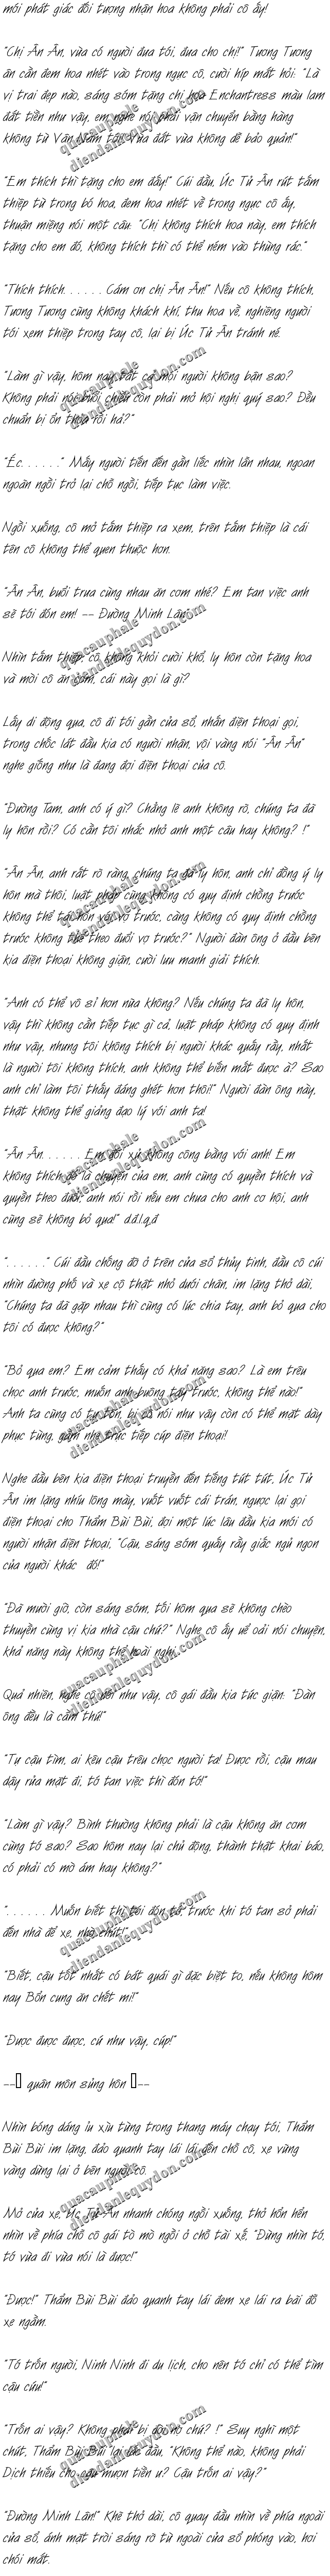 mới phát giác đối tượng nhận hoa không phải cô ấy!
“Chị Ân Ân, vừa có người đưa tới, đưa cho chị!” Tương Tương
ân cần đem hoa nhét vào trong ngực cô, cười híp mắt hỏi: “Là
vị trai đẹp nào, sáng sớm tặng chị hoa Enchantress màu lam
đắt tiền như vậy, em nghe nói phải vận chuyển bằng hàng
không từ Vân Nam tới, vừa đắt vừa không dễ bảo quản!”
“Em thích thì tặng cho em đấy!” Cúi đầu, Úc Tử Ân rút tấm
thiệp từ trong bó hoa, đem hoa nhét về trong ngực cô ấy,
thuận miệng nói một câu: “Chị không thích hoa này, em thích
tặng cho em đó, không thích thì có thể ném vào thùng rác.”
“Thích thích. . . . . . Cám ơn chị Ân Ân!” Nếu cô không thích,
Tương Tương cũng không khách khí, thu hoa về, nghiêng người
tới xem thiệp trong tay cô, lại bị Úc Tử Ân tránh né.
“Làm gì vậy, hôm nay tất cả mọi người không bận sao?
Không phải nói buổi chiều còn phải mở hội nghị quý sao? Đều
chuẩn bị ổn thỏa rồi hả?”
“Éc. . . . . .” Mấy người tiến đến gần liếc nhìn lẫn nhau, ngoan
ngoãn ngồi trở lại chỗ ngồi, tiếp tục làm việc.
Ngồi xuống, cô mở tấm thiệp ra xem, trên tấm thiệp là cái
tên cô không thể quen thuộc hơn.
“Ân Ân, buổi trưa cùng nhau ăn cơm nhé? Em tan việc anh
sẽ tới đón em! -- Đường Minh Lân.”
Nhìn tấm thiệp, cô không khỏi cười khổ, ly hôn còn tặng hoa
và mời cô ăn cơm, cái này gọi là gì?
Lấy di động qua, cô đi tới gần cửa sổ, nhấn điện thoại gọi,
trong chốc lát đầu kia có người nhận, vội vàng nói “Ân Ân”
nghe giống như là đang đợi điện thoại của cô.
“Đường Tam, anh có ý gì? Chẳng lẽ anh không rõ, chúng ta đã
ly hôn rồi? Có cần tôi nhắc nhở anh một câu hay không? !”
“Ân Ân, anh rất rõ ràng, chúng ta đã ly hôn, anh chỉ đồng ý ly
hôn mà thôi, luật pháp cũng không có quy định chồng trước
không thể tái hôn với vợ trước, càng không có quy định chồng
trước không thể theo đuổi vợ trước?” Người đàn ông ở đầu bên
kia điện thoại không giận, cười lưu manh giải thích.
“Anh có thể vô sỉ hơn nữa không? Nếu chúng ta đã ly hôn,
vậy thì không cần tiếp tục gì cả, luật pháp không có quy định
như vậy, nhưng tôi không thích bị người khác quấy rầy, nhất
là người tôi không thích, anh không thể biến mất được à? Sao
anh chỉ làm tôi thấy đáng ghét hơn thôi!” Người đàn ông này,
thật không thể giảng đạo lý với anh ta!
“Ân Ân. . . . . . Em đối xử không công bằng với anh! Em
không thích đó là chuyện của em, anh cũng có quyền thích và
quyền theo đuổi, anh nói rồi nếu em chưa cho anh cơ hội, anh
cũng sẽ không bỏ qua!” d.đ.l.q.đ
“. . . . . .” Cúi đầu chống đỡ ở trên cửa sổ thủy tinh, đầu cô cúi
nhìn đường phố và xe cộ thật nhỏ dưới chân, im lặng thở dài,
“Chúng ta đã gặp nhau thì cũng có lúc chia tay, anh bỏ qua cho
tôi có được không?”
“Bỏ qua em? Em cảm thấy có khả năng sao? Là em trêu
chọc anh trước, muốn anh buông tay trước, không thể nào!”
Anh ta cũng có tự tôn, bị cô nói như vậy còn có thể mặt dày
phục tùng, giận nhẹ trực tiếp cúp điện thoại!
Nghe đầu bên kia điện thoại truyền đến tiếng tút tút, Úc Tử
Ân im lặng nhíu lông mày, vuốt vuốt cái trán, ngược lại gọi
điện thoại cho Thẩm Bùi Bùi, đợi một lúc lâu đầu kia mới có
người nhận điện thoại, “Cậu, sáng sớm quấy rầy giấc ngủ ngon
của người khác đó!”
“Đã mười giờ, còn sáng sớm, tối hôm qua sẽ không chèo
thuyền cùng vị kia nhà cậu chứ?” Nghe cô ấy uể oải nói chuyện,
khả năng này không thể hoài nghi.
Quả nhiên, nghe cô nói như vậy, cô gái đầu kia tức giận: “Đàn
ông đều là cầm thú!”
“Tự cậu tìm, ai kêu cậu trêu chọc người ta! Được rồi, cậu mau
dậy rửa mặt đi, tớ tan việc thì đón tớ!”
“Làm gì vậy? Bình thường không phải là cậu không ăn cơm
cùng tớ sao? Sao hôm nay lại chủ động, thành thật khai báo,
có phải có mờ ám hay không?”
“. . . . . . Muốn biết thì tới đón tớ, trước khi tớ tan sở phải
đến nhà để xe, nhà chút!”
“Biết, cậu tốt nhất có bát quái gì đặc biệt to, nếu không hôm
nay Bổn cung ăn chết mi!”
“Được được được, cứ như vậy, cúp!”
--۩ quân môn sủng hôn ۩--
Nhìn bóng dáng ỉu xìu từng trong thang máy chạy tới, Thẩm
Bùi Bùi im lặng, đảo quanh tay lái lái đến chỗ cô, xe vững
vàng dừng lại ở bên người cô.
Mở cửa xe, Úc Tử Ân nhanh chóng ngồi xuống, thở hổn hển
nhìn về phía chỗ cô gái tò mò ngồi ở chỗ tài xế, “Đừng nhìn tớ,
tớ vừa đi vừa nói là được!”
“Được!” Thẩm Bùi Bùi đảo quanh tay lái đem xe lái ra bãi đỗ
xe ngầm.
“Tớ trốn người, Ninh Ninh đi du lịch, cho nên tớ chỉ có thể tìm
cậu cứu!”
“Trốn ai vậy? Không phải bị đòi nợ chứ? !” Suy nghĩ một
chút, Thẩm Bùi Bùi lại lắc đầu, “Không thể nào, không phải
Dịch thiếu cho cậu mượn tiền ư? Cậu trốn ai vậy?”
“Đường Minh Lân!” Khẽ thở dài, cô quay đầu nhìn về phía ngoài
cửa sổ, ánh mặt trời sáng rỡ từ ngoài cửa sổ phóng vào, hơi
chói mắt.